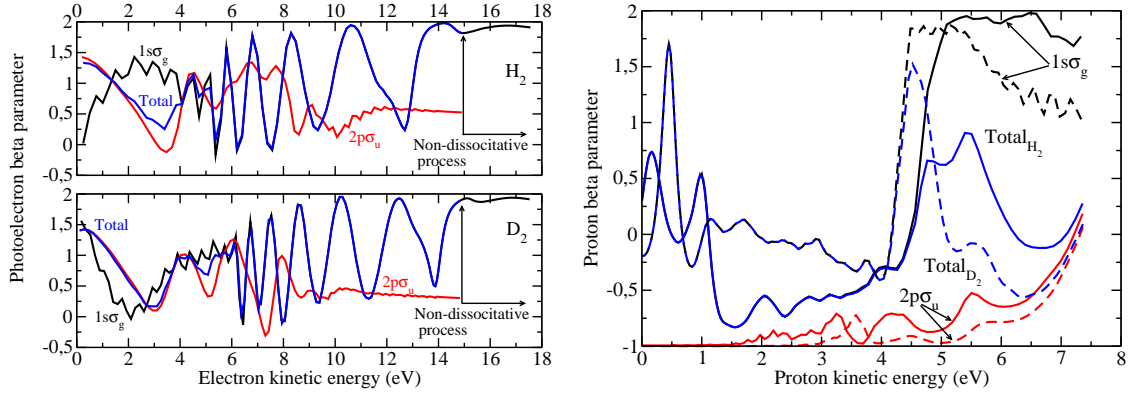 Photoelectron beta parameter
2
1,5
1
0,5
0
-0,5
0 2 4 6 8 10 12 14 16 18
1sσg
Total
2pσu
H2
Non-dissocitative
process
2
1,5
1
0,5
0
-0,5
0 2 4 6 8 10 12 14 16 18
Total
1sσg
2pσu
D2
Non-dissocitative
process
Electron kinetic energy (eV)
Proton beta parameter
2
1,5
1
0,5
0
-0,5
-1
0 1 2 3 4 5 6 7 8
1sσg
TotalH2
TotalD2
2pσu
Proton kinetic energy (eV)